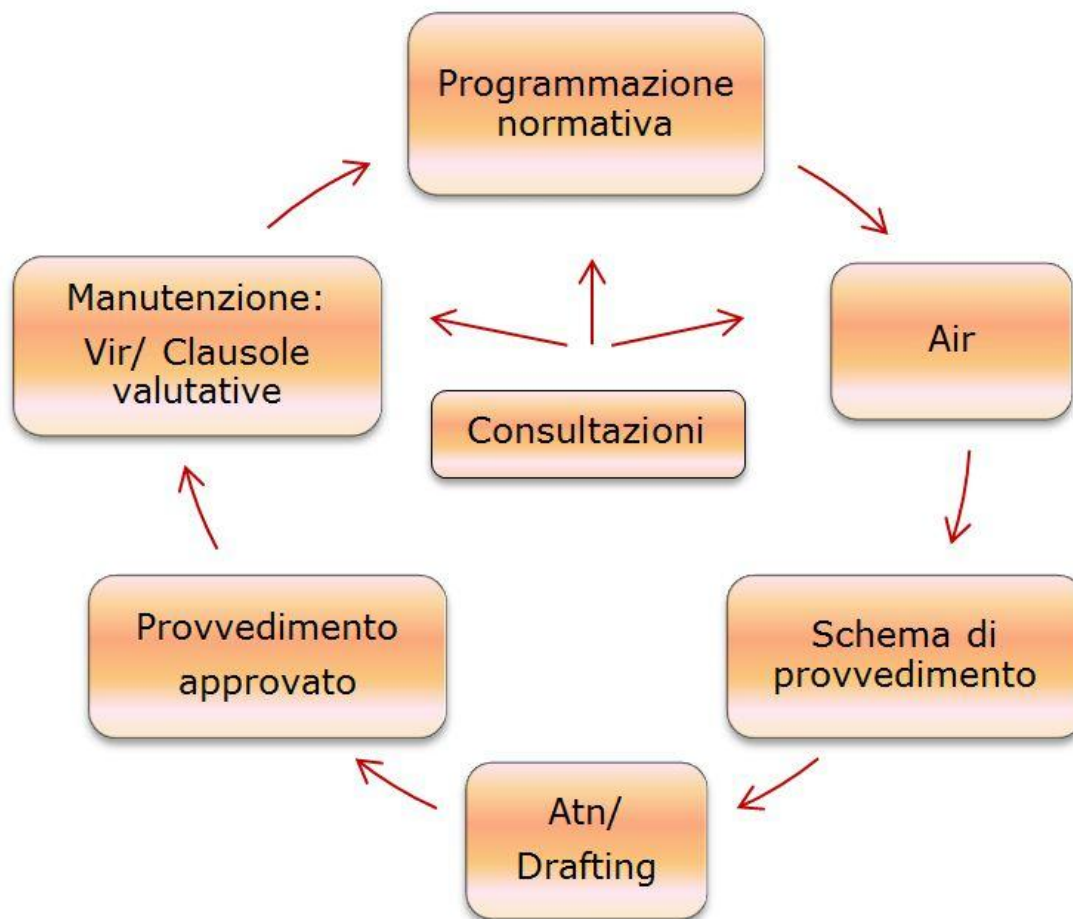 Programmazione
normativa
Manutenzione:
Vir/ Clausole
valutative
Air
Consultazioni
Provvedimento
approvato
Schema di
provvedimento
Atn/
Drafting